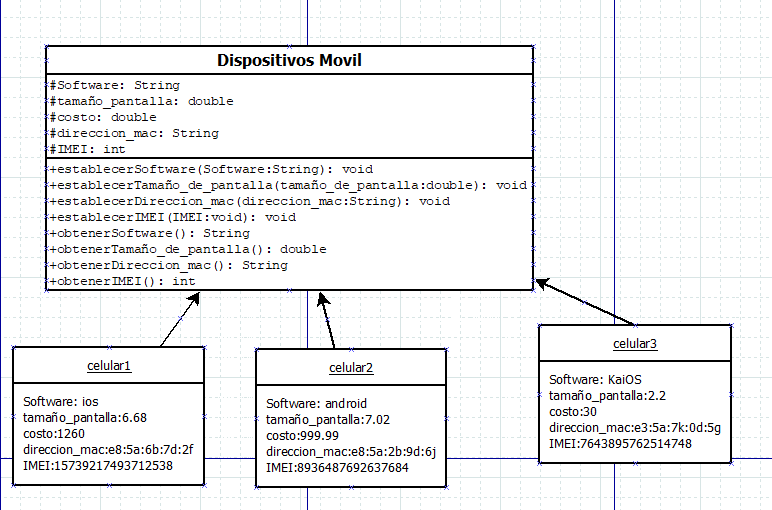 Dispositivos Movil
#Software: String
#tamaño_pantalla: double
#costo: double
#direccion_mac: String
#IMEI: int
+establecerSoftware(Software:String): void
+establecerTamaño_de_pantalla(tamaño_de_pantalla:double): void
+establecerDireccion_mac(direccion_mac:String): void
+establecerIMEI(IMEI:void): void
+obtenerSoftware(): String
+obtenerTamaño_de_pantalla(): double
+obtenerDireccion_mac(): String
+obtenerIMEI(): int
celular1
Software: ios
tamaño_pantalla:6.68
costo:1260
direccion_mac:e8:5a:6b:7d:2f
IMEI:15739217493712538
celular2
Software: android
tamaño_pantalla:7.02
costo:999.99
direccion_mac:e8:5a:2b:9d:6j
IMEI:8936487692637684
celular3
Software: KaiOS
tamaño_pantalla:2.2
costo:30
direccion_mac:e3:5a:7k:0d:5g
IMEI:7643895762514748